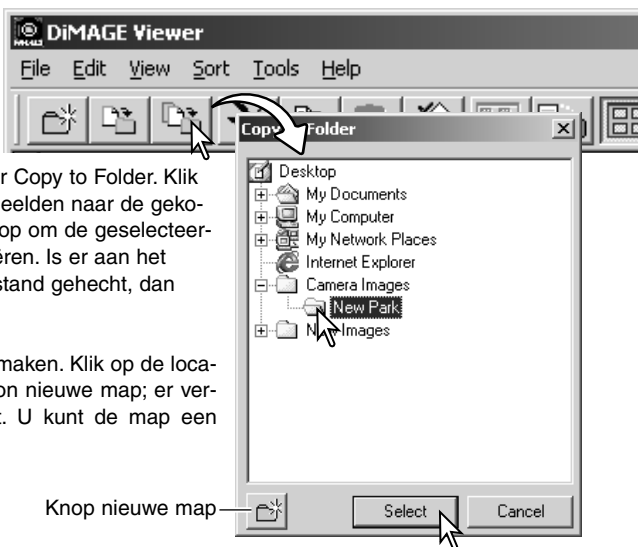 DiMAGE Viewer
File Edit View Sort Tools Help
Copy Folder
Desktop
My Documents
My Computer
My Network Places
Internet Explorer
Camera Images
New Park
Images
Select Cancel
r Copy to Folder. Klik
eelden naar de geko-
op om de geselecteer-
ëren. Is er aan het
stand gehecht, dan
maken. Klik op de loca-
on nieuwe map; er ver-
. U kunt de map een
Knop nieuwe map